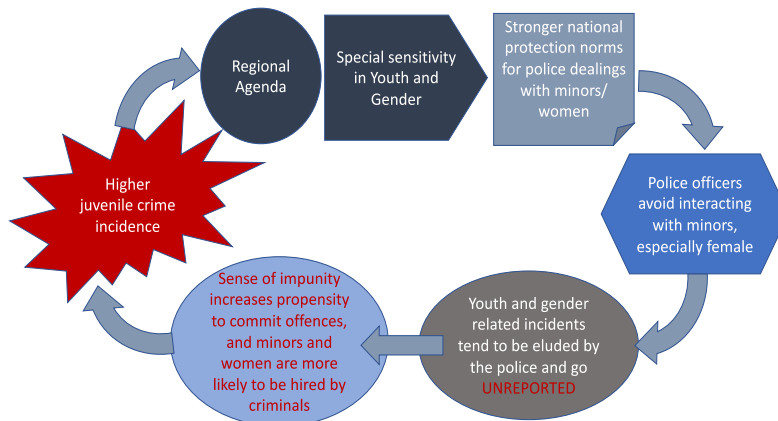 Regional
Agenda
Special sensitivity
in Youth and
Gender
Stronger national
protection norms
for police dealings
with minors/
women
Police officers
avoid interacting
with minors,
especially female
Youth and gender
related incidents
tend to be eluded by
the police and go
UNREPORTED
Sense of impunity
increases propensity
to commit offences,
and minors and
women are more
likely to be hired by
criminals
Higher
juvenile crime
incidence